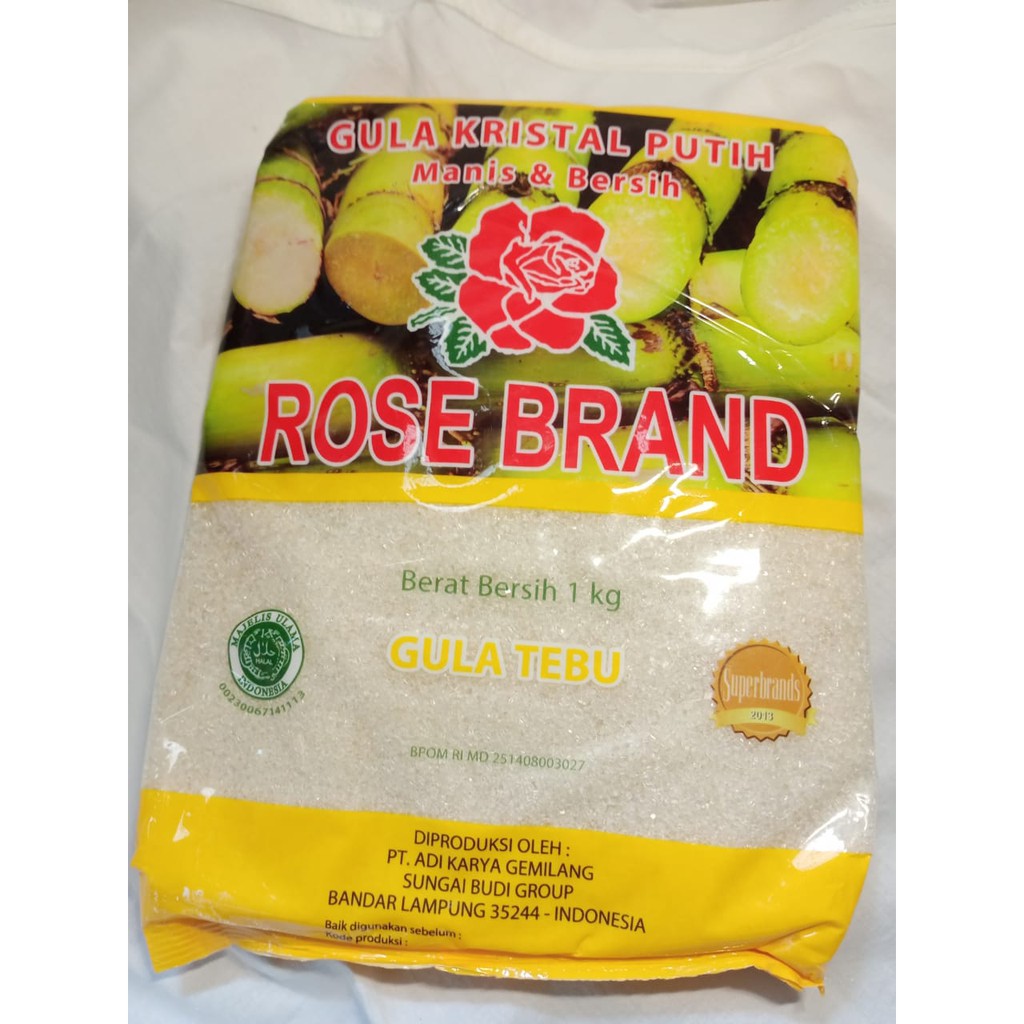 GULA KRISTAL PUTIH
Manis & Bersih
ROSE BRAND
Berat Bersih 1 kg
GULA TEBU
MAJELIS ULAMA
حلال
HALAL
INDONESIA
00230067141113
Superbrands
2013
BPOM RI MD 251408003027
DIPRODUKSI OLEH :
PT. ADI KARYA GEMILANG
SUNGAI BUDI GROUP
BANDAR LAMPUNG 35244 - INDONESIA
Baik digunakan sebelum :
Kode produksi :